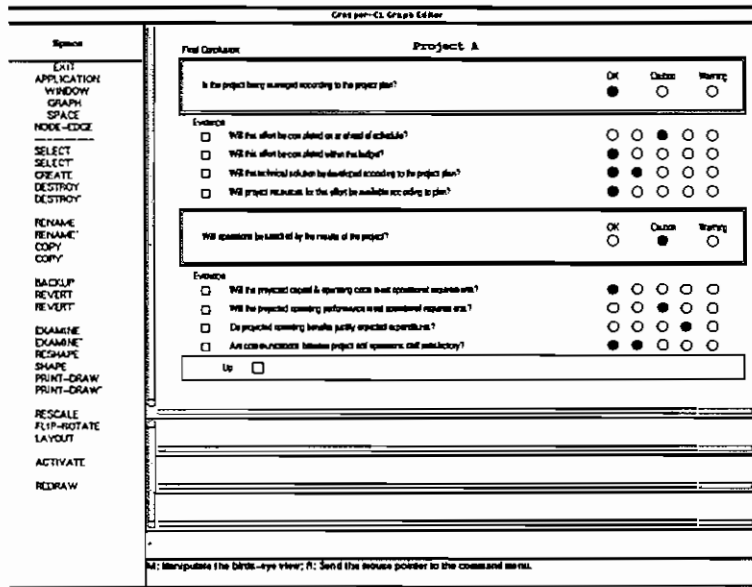 Grasper-CL Graph Editor
Space
EXIT
APPLICATION
WINDOW
GRAPH
SPACE
NODE-EDGE
SELECT
SELECT*
CREATE
DESTROY
DESTROY*
RENAME
RENAME*
COPY
COPY*
BACKUP
REVERT
REVERT*
EXAMINE
EXAMINE*
RESHAPE
SHAPE
PRINT-DRAW
PRINT-DRAW*
RESCALE
FLIP-ROTATE
LAYOUT
ACTIVATE
REDRAW
Final Conclusion:
Project A
Is the project being managed according to the project plan?
OK Caution Warning
Evidence
Will this effort be completed on or ahead of schedule?
Will this effort be completed within the budget?
Will the technical solution be developed according to the project plan?
Will project resources for this effort be available according to plan?
Will operations be satisfied by the results of the project?
OK Caution Warning
Evidence
Will the projected capital & operating costs meet operational requirements?
Will the projected operating performance meet operational requirements?
Do projected operating benefits justify expected expenditures?
Are communications between project and operations staff satisfactory?
Up
M: Manipulate the birds-eye view; R: Send the mouse pointer to the command menu.